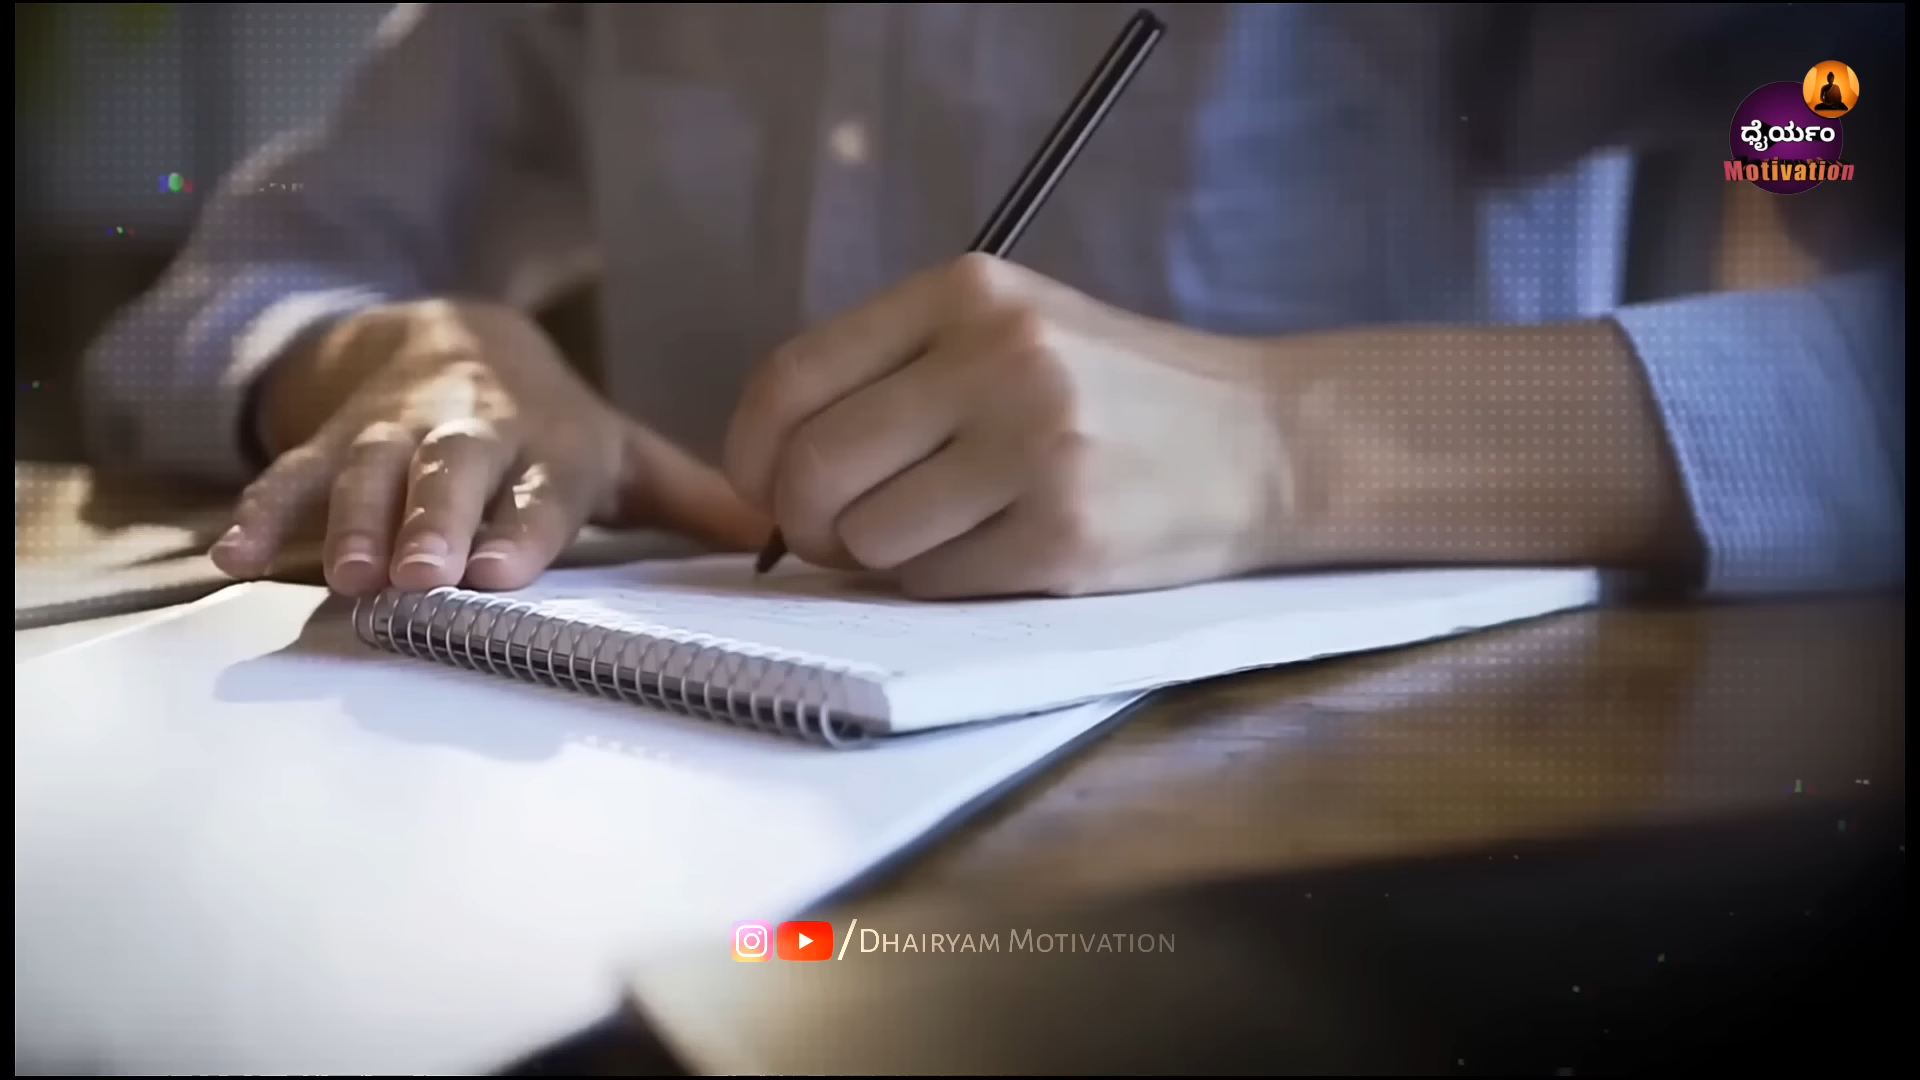 ಧೈರ್ಯಂ
Motivation
/Dhairyam Motivation